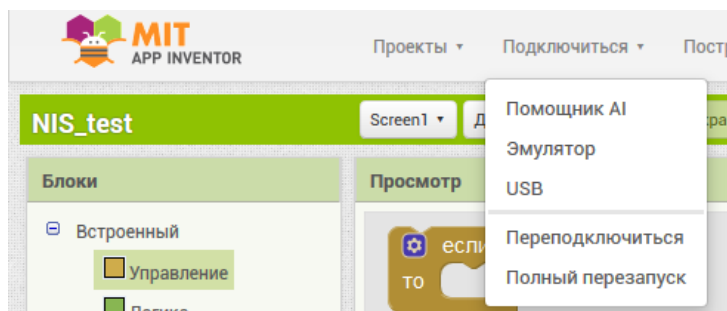 MIT
APP INVENTOR
Проекты
Подключиться
NIS_test
Screen1
Помощник AI
Эмулятор
USB
Переподключиться
Полный перезапуск
Блоки
Просмотр
Встроенный
Управление
если
то